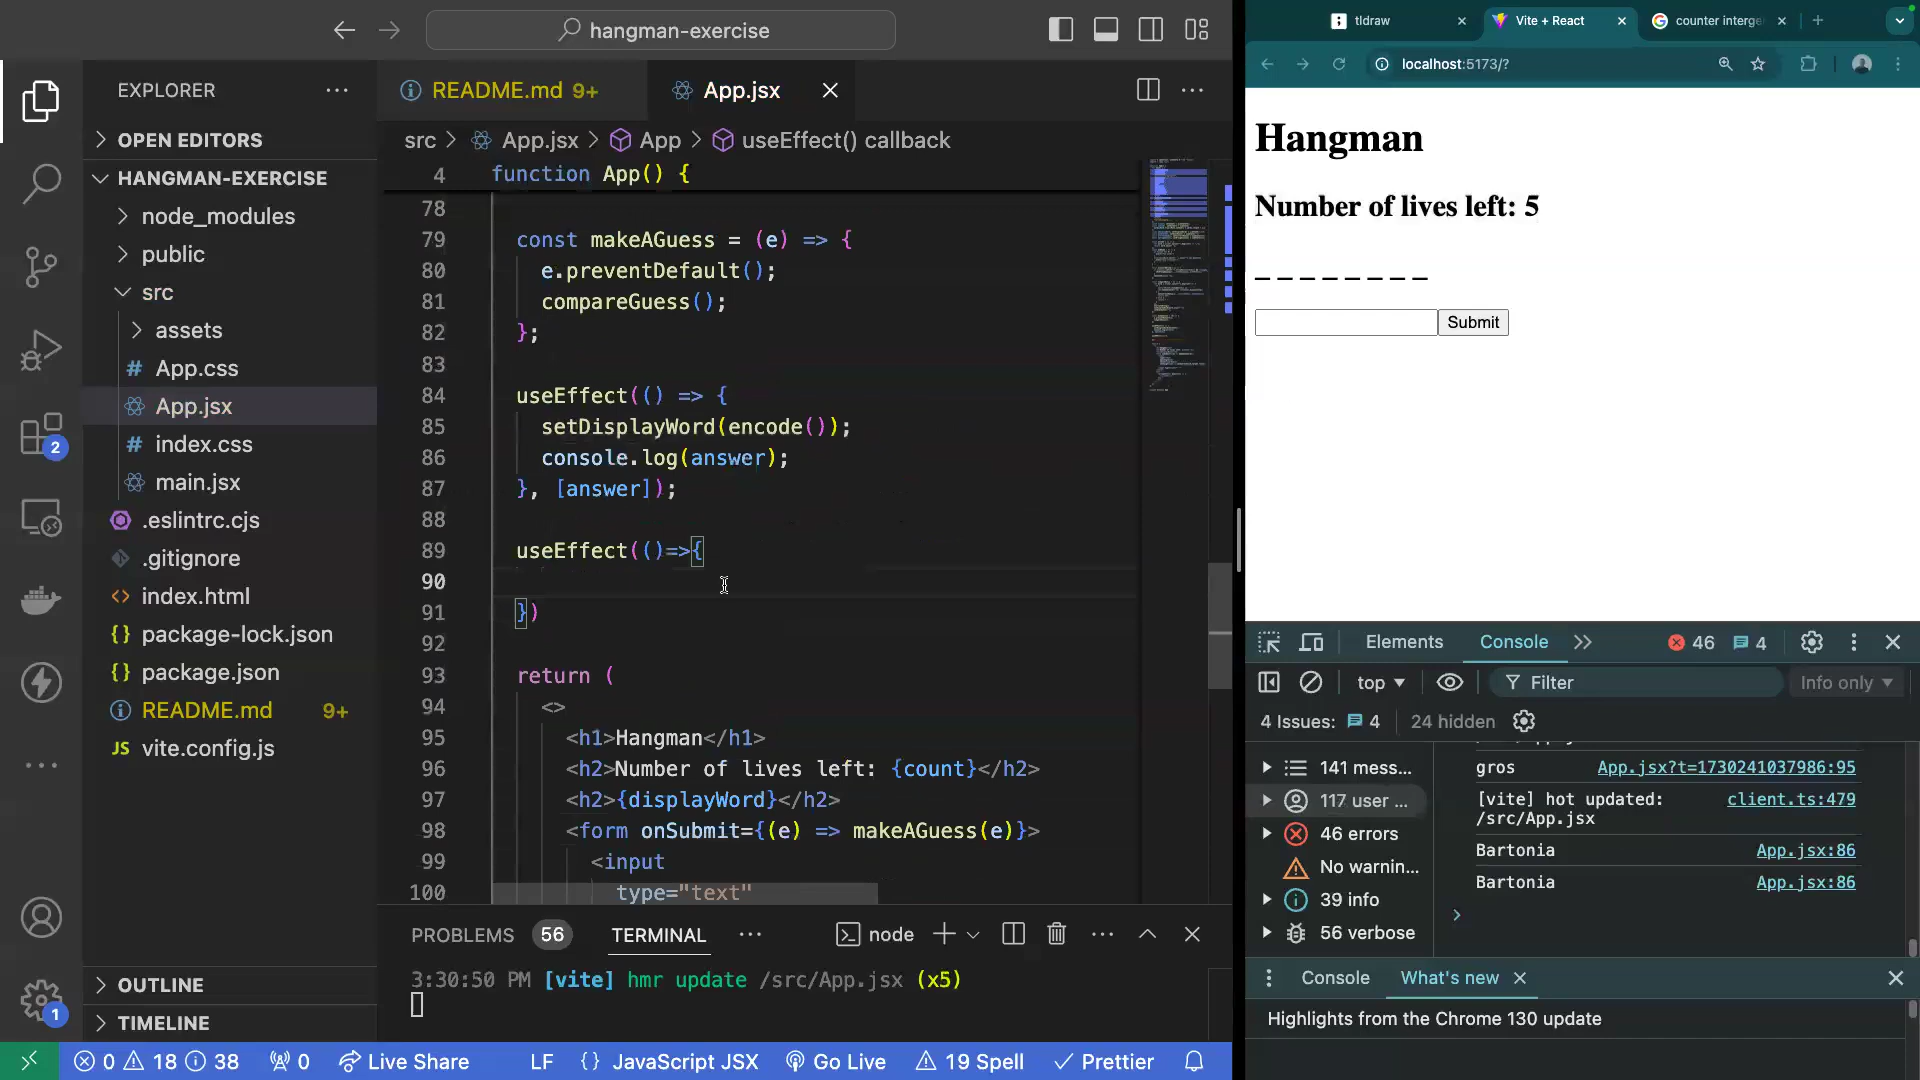 hangman-exercise
EXPLORER
OPEN EDITORS
HANGMAN-EXERCISE
node_modules
public
src
assets
App.css
App.jsx
index.css
main.jsx
.eslintrc.cjs
.gitignore
index.html
package-lock.json
package.json
README.md 9+
vite.config.js
OUTLINE
TIMELINE
2
1
README.md 9+
App.jsx
src > App.jsx > App > useEffect() callback
4 function App() {
78
79 const makeAGuess = (e) => {
80 e.preventDefault();
81 compareGuess();
82 };
83
84 useEffect(() => {
85 setDisplayWord(encode());
86 console.log(answer);
87 }, [answer]);
88
89 useEffect(()=>{
90
91 })
92
93 return (
94 <>
95 <h1>Hangman</h1>
96 <h2>Number of lives left: {count}</h2>
97 <h2>{displayWord}</h2>
98 <form onSubmit={(e) => makeAGuess(e)}>
99 <input
100 type="text"
PROBLEMS 56 TERMINAL node
3:30:50 PM [vite] hmr update /src/App.jsx (x5)
0 18 38 0 Live Share LF {} JavaScript JSX Go Live 19 Spell Prettier
tldraw
Vite + React
counter interge
localhost:5173/?
Hangman
Number of lives left: 5
_ _ _ _ _ _ _ _
Submit
Elements Console 46 4
top Filter Info only
4 Issues: 4 24 hidden
141 mess...
117 user ...
46 errors
No warnin...
39 info
56 verbose
gros App.jsx?t=1730241037986:95
[vite] hot updated: client.ts:479
/src/App.jsx
Bartonia App.jsx:86
Bartonia App.jsx:86
Console What's new
Highlights from the Chrome 130 update